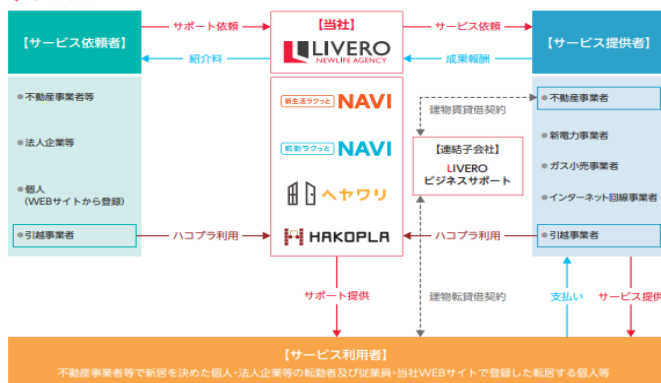 サポート依頼
【当社】
サービス依頼
【サービス依頼者】
LIVERO
NEWLIFE AGENCY
【サービス提供者】
紹介料
成果報酬
●不動産事業者等
●法人企業等
●個人
(WEBサイトから登録)
●引越事業者
ハコプラ利用
新生活ラクっと NAVI
転勤ラクっと NAVI
ヘヤワリ
HAKOPLA
建物賃貸借契約
【連結子会社】
LIVERO
ビジネスサポート
●不動産事業者
●新電力事業者
●ガス小売事業者
●インターネット回線事業者
●引越事業者
ハコプラ利用
サポート提供
建物転貸借契約
支払い
サービス提供
【サービス利用者】
不動産事業者等で新居を決めた個人・法人企業等の転勤者及び従業員・当社WEBサイトで登録した転居する個人等